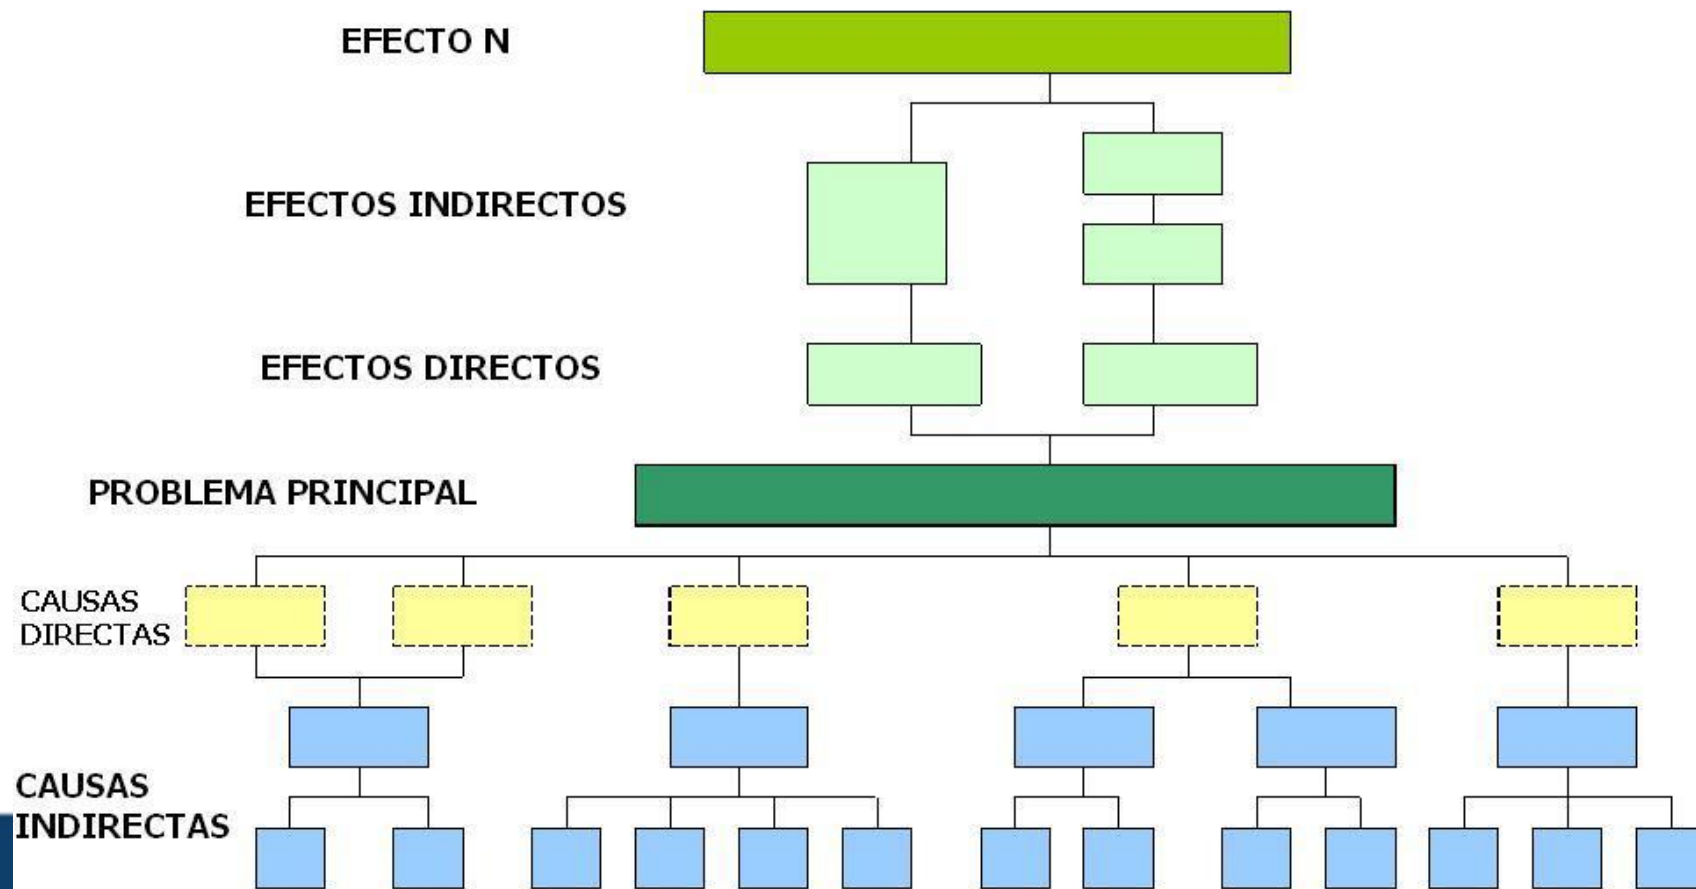 EFECTO N
EFECTOS INDIRECTOS
EFECTOS DIRECTOS
PROBLEMA PRINCIPAL
CAUSAS
DIRECTAS
CAUSAS
INDIRECTAS